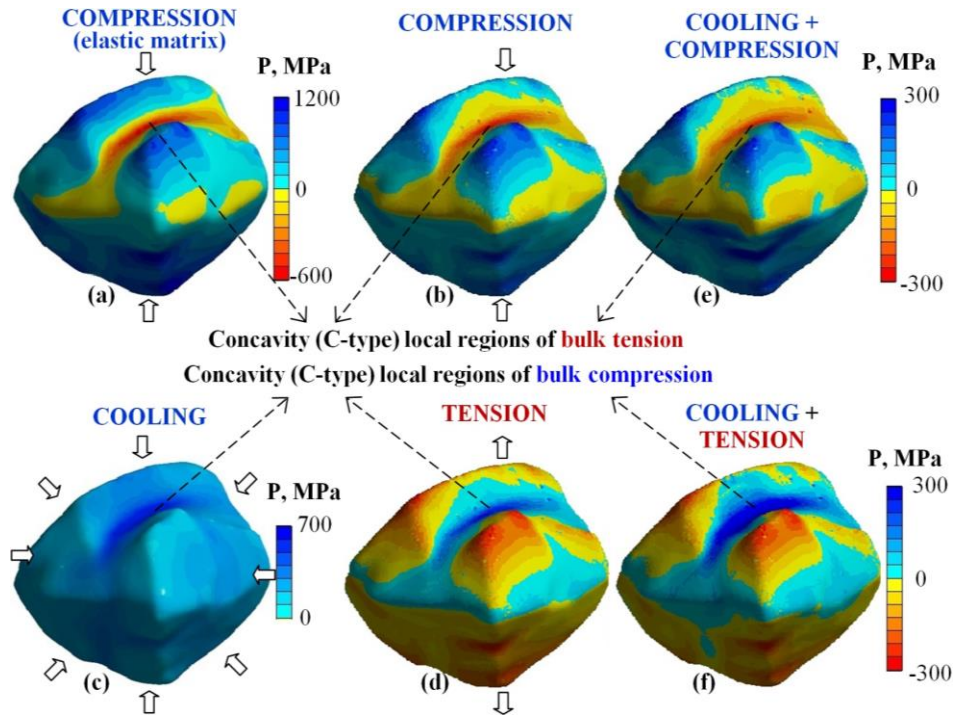 COMPRESSION
(elastic matrix)
COMPRESSION
COOLING +
COMPRESSION
P, MPa
1200
0
-600
P, MPa
300
0
-300
(a)
(b)
(e)
Concavity (C-type) local regions of bulk tension
Concavity (C-type) local regions of bulk compression
COOLING
TENSION
COOLING +
TENSION
P, MPa
700
0
P, MPa
300
0
-300
(c)
(d)
(f)